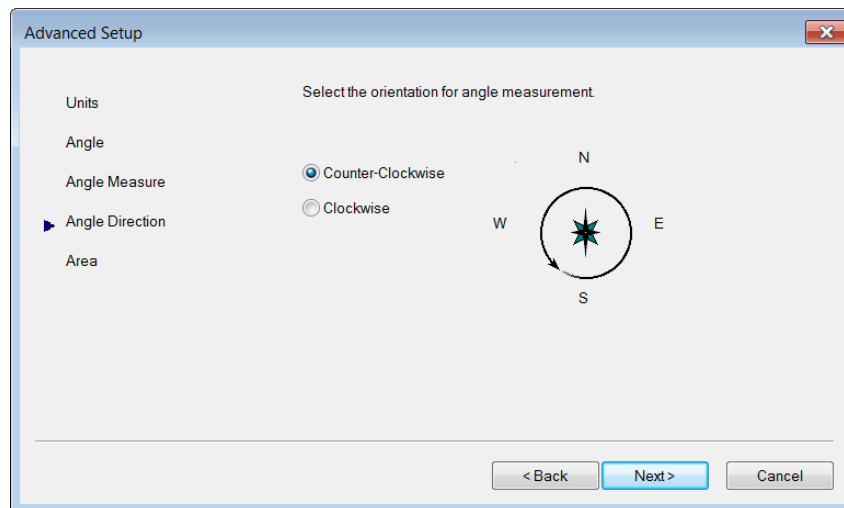 Advanced Setup
Units
Angle
Angle Measure
Angle Direction
Area
Select the orientation for angle measurement.
Counter-Clockwise
Clockwise
N
W
E
S
< Back
Next >
Cancel